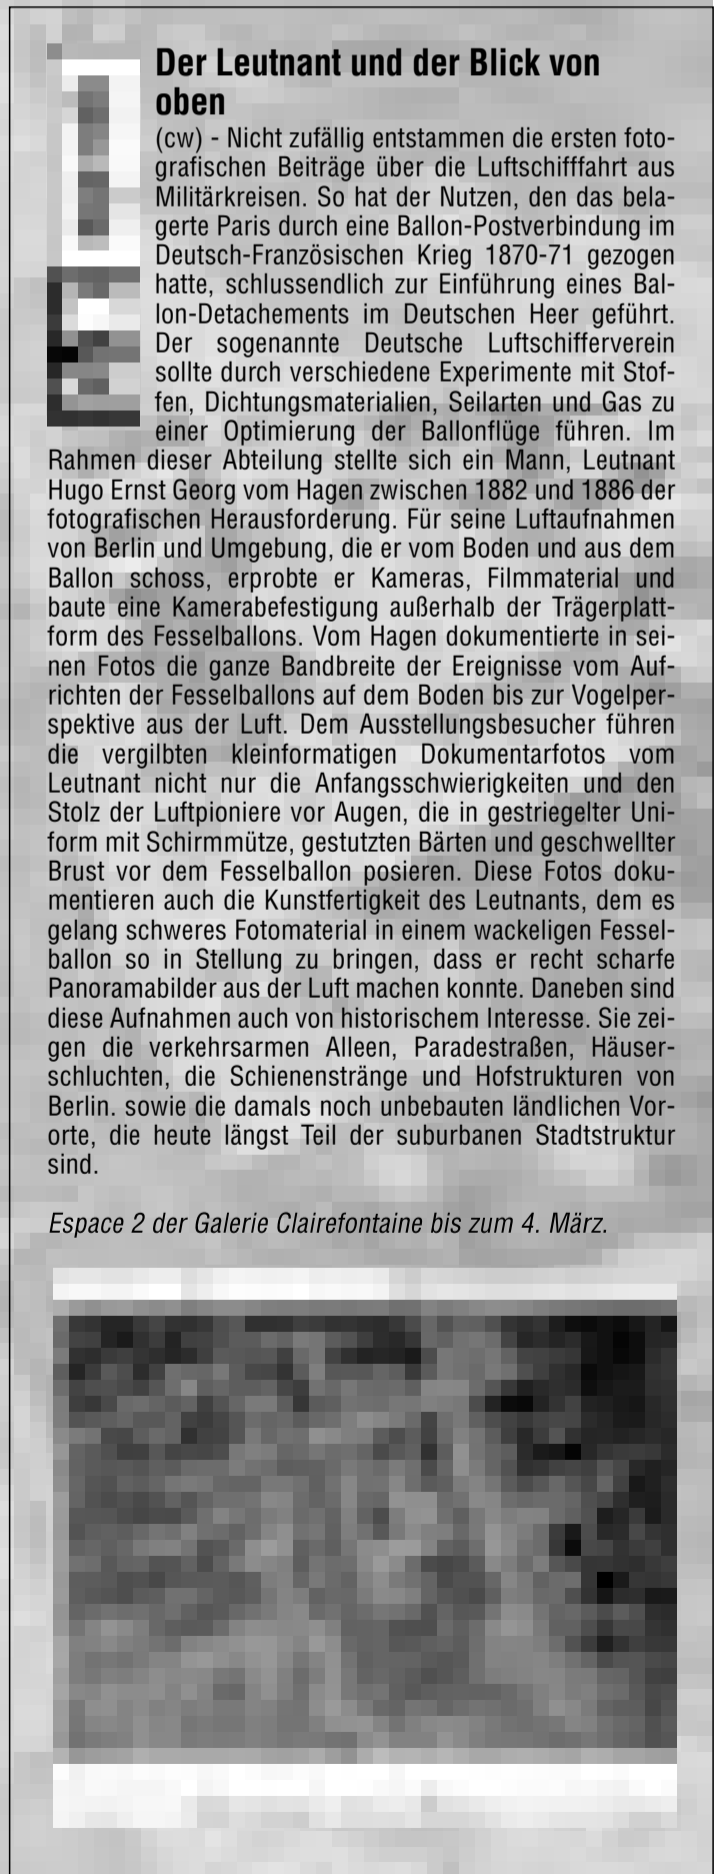 Der Leutnant und der Blick von
oben
(cw) - Nicht zufällig entstammen die ersten foto-
grafischen Beiträge über die Luftschifffahrt aus
Militärkreisen. So hat der Nutzen, den das bela-
gerte Paris durch eine Ballon-Postverbindung im
Deutsch-Französischen Krieg 1870-71 gezogen
hatte, schlussendlich zur Einführung eines Bal-
lon-Detachements im Deutschen Heer geführt.
Der sogenannte Deutsche Luftschifferverein
sollte durch verschiedene Experimente mit Stof-
fen, Dichtungsmaterialien, Seilarten und Gas zu
einer Optimierung der Ballonflüge führen. Im
Rahmen dieser Abteilung stellte sich ein Mann, Leutnant
Hugo Ernst Georg vom Hagen zwischen 1882 und 1886 der
fotografischen Herausforderung. Für seine Luftaufnahmen
von Berlin und Umgebung, die er vom Boden und aus dem
Ballon schoss, erprobte er Kameras, Filmmaterial und
baute eine Kamerabefestigung außerhalb der Trägerplatt-
form des Fesselballons. Vom Hagen dokumentierte in sei-
nen Fotos die ganze Bandbreite der Ereignisse vom Auf-
richten der Fesselballons auf dem Boden bis zur Vogelper-
spektive aus der Luft. Dem Ausstellungsbesucher führen
die vergilbten kleinformatigen Dokumentarfotos vom
Leutnant nicht nur die Anfangsschwierigkeiten und den
Stolz der Luftpioniere vor Augen, die in gestriegelter Uni-
form mit Schirmmütze, gestutzten Bärten und geschwellter
Brust vor dem Fesselballon posieren. Diese Fotos doku-
mentieren auch die Kunstfertigkeit des Leutnants, dem es
gelang schweres Fotomaterial in einem wackeligen Fessel-
ballon so in Stellung zu bringen, dass er recht scharfe
Panoramabilder aus der Luft machen konnte. Daneben sind
diese Aufnahmen auch von historischem Interesse. Sie zei-
gen die verkehrsarmen Alleen, Paradestraßen, Häuser-
schluchten, die Schienenstränge und Hofstrukturen von
Berlin. sowie die damals noch unbebauten ländlichen Vor-
orte, die heute längst Teil der suburbanen Stadtstruktur
sind.
Espace 2 der Galerie Clairefontaine bis zum 4. März.